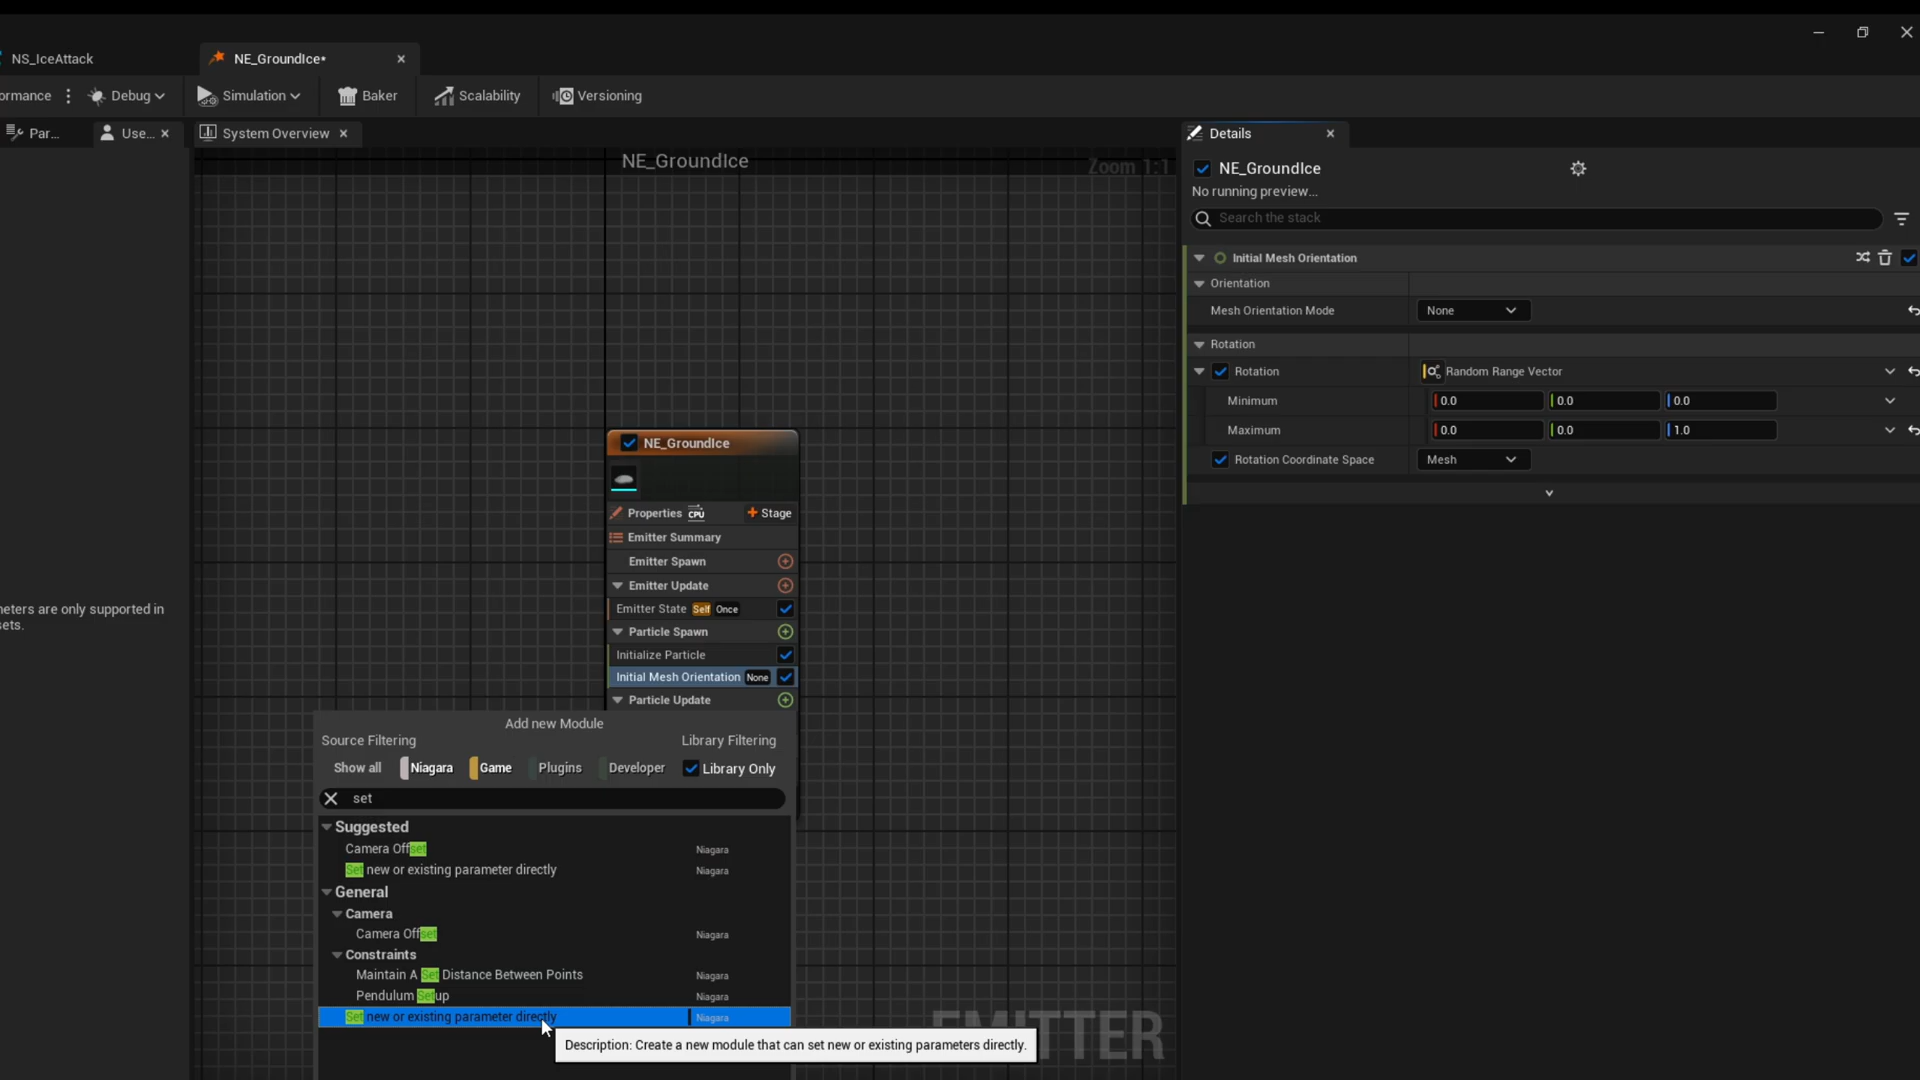 NS_IceAttack
NE_GroundIce*
ormance
Debug
Simulation
Baker
Scalability
Versioning
Par...
Use...
System Overview
Details
NE_GroundIce
Zoom 1:1
NE_GroundIce
No running preview...
Search the stack
Initial Mesh Orientation
Orientation
Mesh Orientation Mode
None
Rotation
Rotation
Random Range Vector
Minimum
0.0
0.0
0.0
Maximum
0.0
0.0
1.0
Rotation Coordinate Space
Mesh
NE_GroundIce
Properties
CPU
Stage
Emitter Summary
Emitter Spawn
Emitter Update
Emitter State Self Once
Particle Spawn
Initialize Particle
Initial Mesh Orientation None
Particle Update
neters are only supported in
sets.
Add new Module
Source Filtering
Library Filtering
Show all
Niagara
Game
Plugins
Developer
Library Only
set
Suggested
Camera Offset
Niagara
Set new or existing parameter directly
Niagara
General
Camera
Camera Offset
Niagara
Constraints
Maintain A Set Distance Between Points
Niagara
Pendulum Setup
Niagara
Set new or existing parameter directly
Niagara
EMITTER
Description: Create a new module that can set new or existing parameters directly.